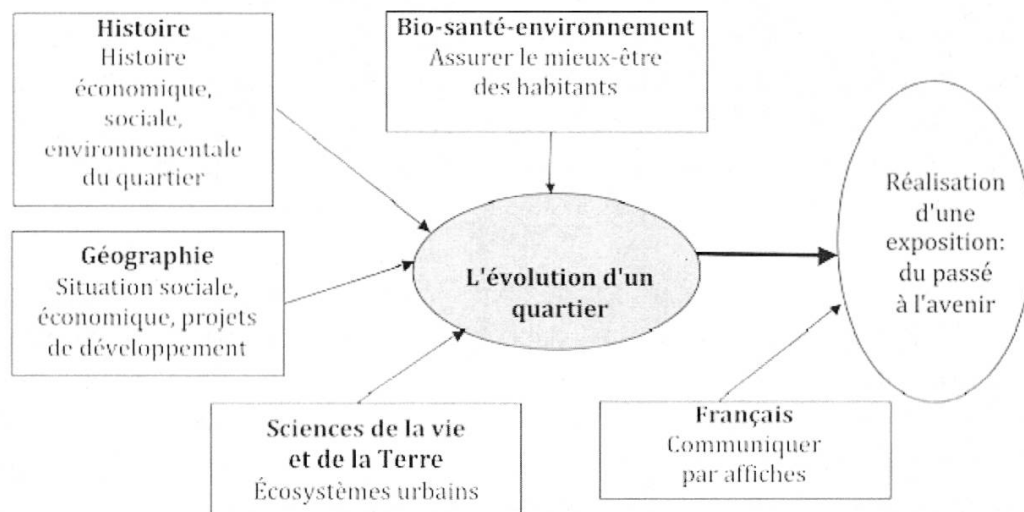 Histoire
Histoire
économique,
sociale,
environnementale
du quartier
Bio-santé-environnement
Assurer le mieux-être
des habitants
Géographie
Situation sociale,
économique, projets
de développement
L'évolution d'un
quartier
Réalisation
d'une
exposition:
du passé
à l'avenir
Sciences de la vie
et de la Terre
Écosystèmes urbains
Français
Communiquer
par affiches